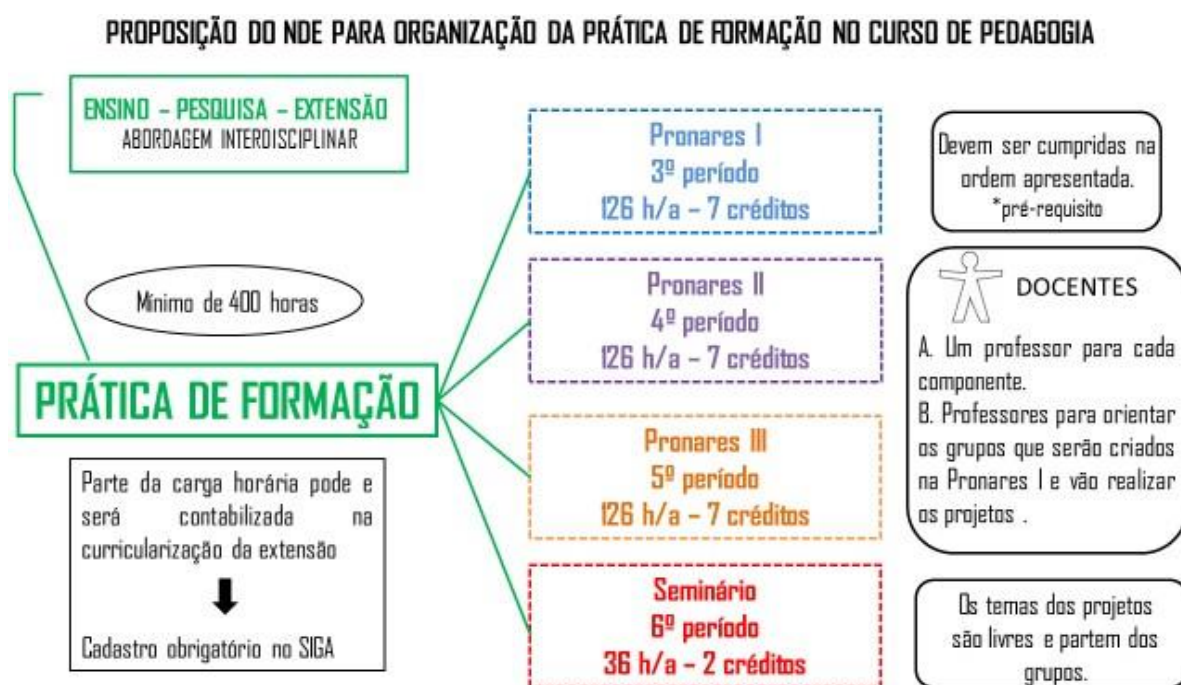 PROPOSIÇÃO DO NDE PARA ORGANIZAÇÃO DA PRÁTICA DE FORMAÇÃO NO CURSO DE PEDAGOGIA
ENSINO – PESQUISA – EXTENSÃO
ABORDAGEM INTERDISCIPLINAR
Mínimo de 400 horas
PRÁTICA DE FORMAÇÃO
Parte da carga horária pode e
será contabilizada na
curricularização da extensão
Cadastro obrigatório no SIGA
Pronares I
3º período
126 h/a – 7 créditos
Pronares II
4º período
126 h/a – 7 créditos
Pronares III
5º período
126 h/a – 7 créditos
Seminário
6º período
36 h/a – 2 créditos
Devem ser cumpridas na
ordem apresentada.
*pré-requisito
DOCENTES
A. Um professor para cada
componente.
B. Professores para orientar
os grupos que serão criados
na Pronares I e vão realizar
os projetos .
Os temas dos projetos
são livres e partem dos
grupos.